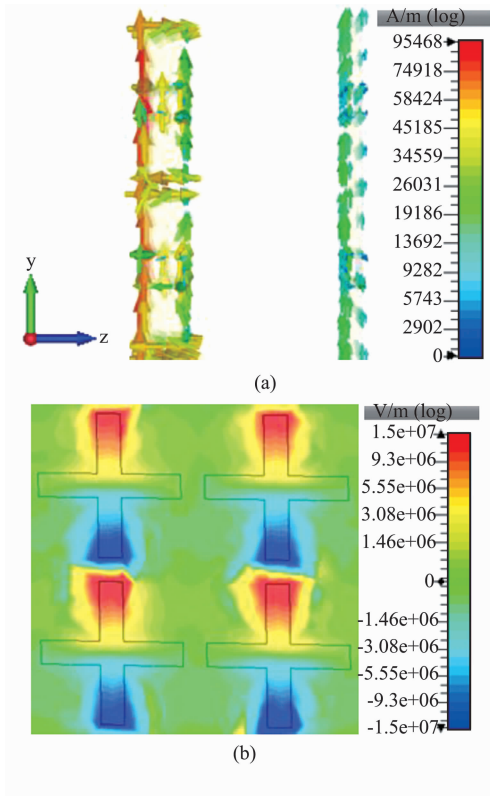 A/m (log)
95468
74918
58424
45185
34559
26031
19186
13692
9282
5743
2902
0
y
z
(a)
V/m (log)
1.5e+07
9.3e+06
5.55e+06
3.08e+06
1.46e+06
0
-1.46e+06
-3.08e+06
-5.55e+06
-9.3e+06
-1.5e+07
(b)